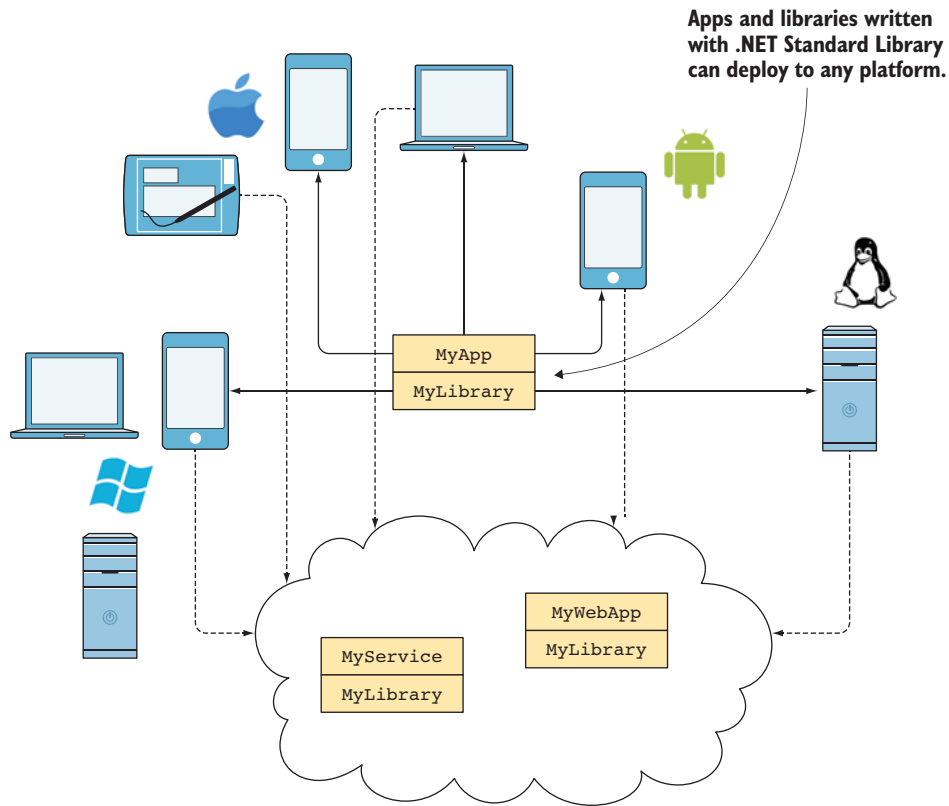 Apps and libraries written
with .NET Standard Library
can deploy to any platform.
MyApp
MyLibrary
MyWebApp
MyLibrary
MyService
MyLibrary